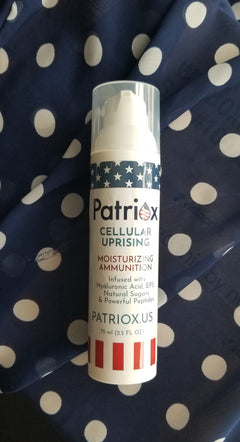 Patriox
CELLULAR
UPRISING
MOISTURIZING
AMMUNITION
Infused with
Hyaluronic Acid, EPS,
Natural Sugars
& Powerful Peptides
PATRIOX.US
75 ml (2.5 FL OZ)